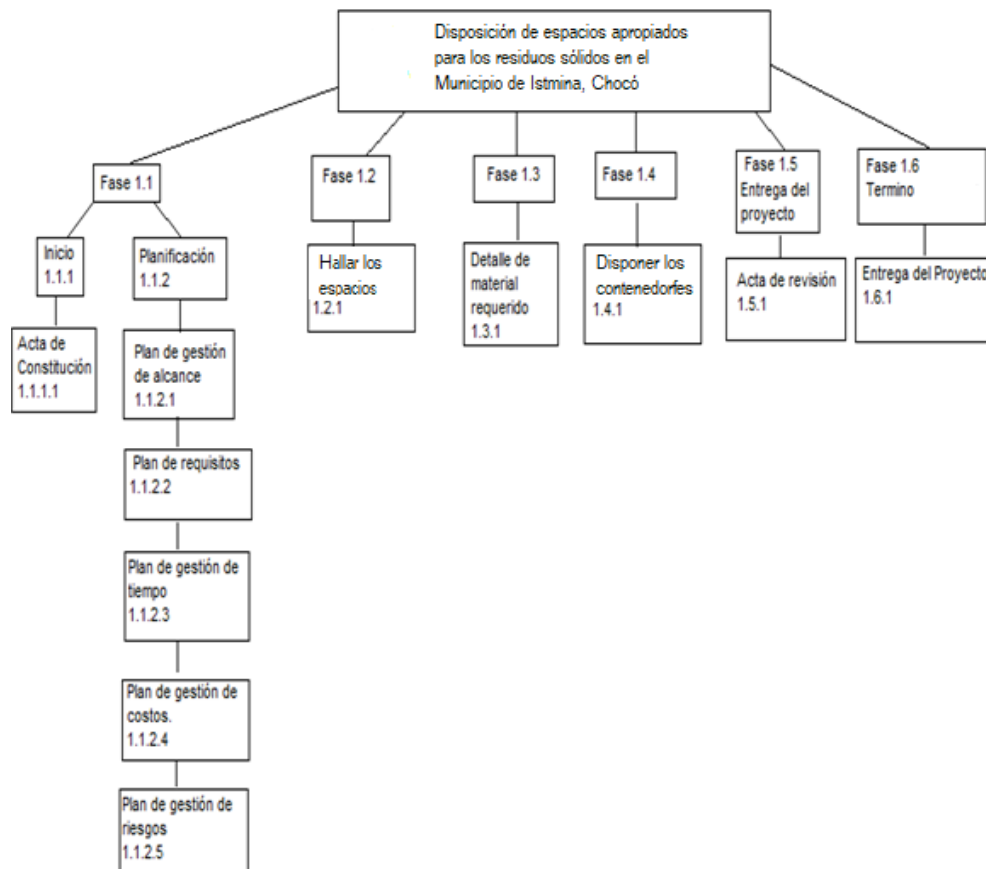 Disposición de espacios apropiados
para los residuos sólidos en el
Municipio de Istmina, Chocó
Fase 1.1
Fase 1.2
Fase 1.3
Fase 1.4
Fase 1.5
Entrega del
proyecto
Fase 1.6
Termino
Inicio
1.1.1
Planificación
1.1.2
Hallar los
espacios
1.2.1
Detalle de
material
requerido
1.3.1
Disponer los
contenedorfes
1.4.1
Acta de revisión
1.5.1
Entrega del Proyecto
1.6.1
Acta de
Constitución
1.1.1.1
Plan de gestión
de alcance
1.1.2.1
Plan de requisitos
1.1.2.2
Plan de gestión de
tiempo
1.1.2.3
Plan de gestión de
costos.
1.1.2.4
Plan de gestión de
riesgos
1.1.2.5